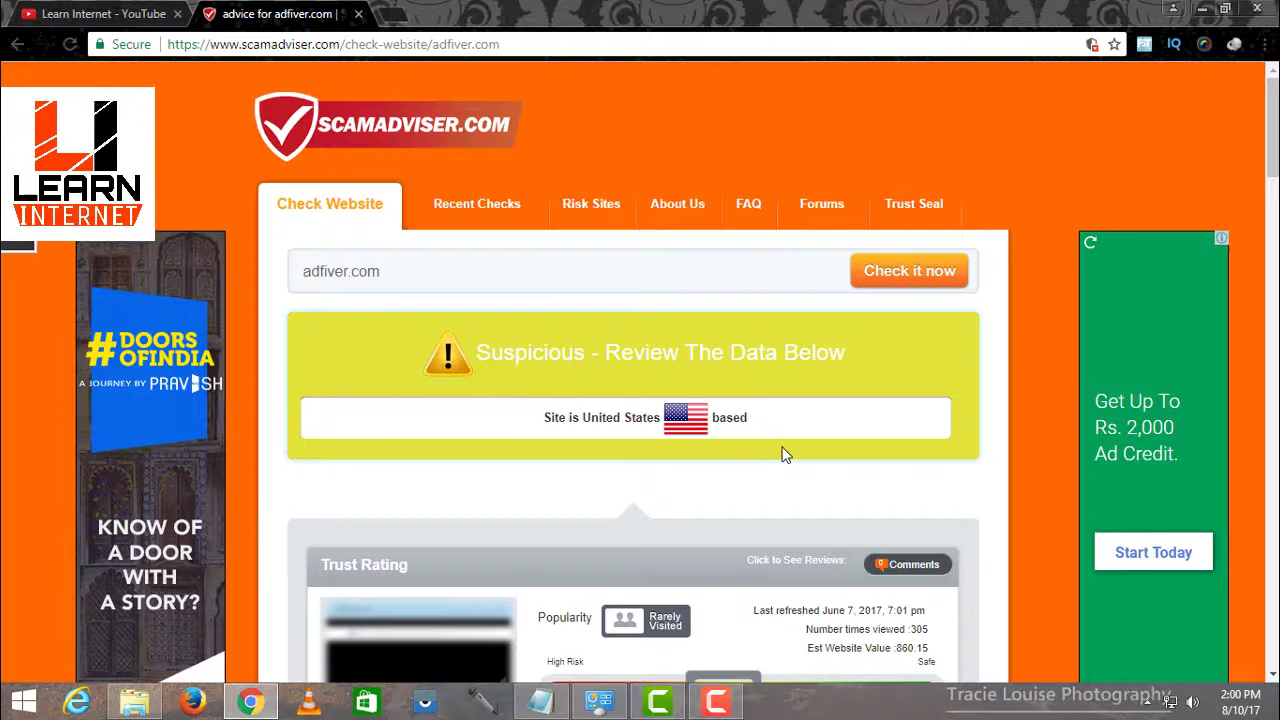 Learn Internet - YouTube
advice for adfiver.com |
Secure
https://www.scamadviser.com/check-website/adfiver.com
IQ
LEARN
INTERNET
SCAMADVISER.COM
Check Website
Recent Checks
Risk Sites
About Us
FAQ
Forums
Trust Seal
adfiver.com
Check it now
Suspicious - Review The Data Below
Site is United States based
#DOORS
OFINDIA
A JOURNEY BY PRAVESH
KNOW OF
A DOOR
WITH
A STORY?
Get Up To
Rs. 2,000
Ad Credit.
Start Today
Trust Rating
Click to See Reviews:
0 Comments
Popularity
Rarely
Visited
Last refreshed June 7, 2017, 7:01 pm
Number times viewed :305
Est Website Value :860.15
High Risk
Safe
Tracie Louise Photography
2:00 PM
8/10/17